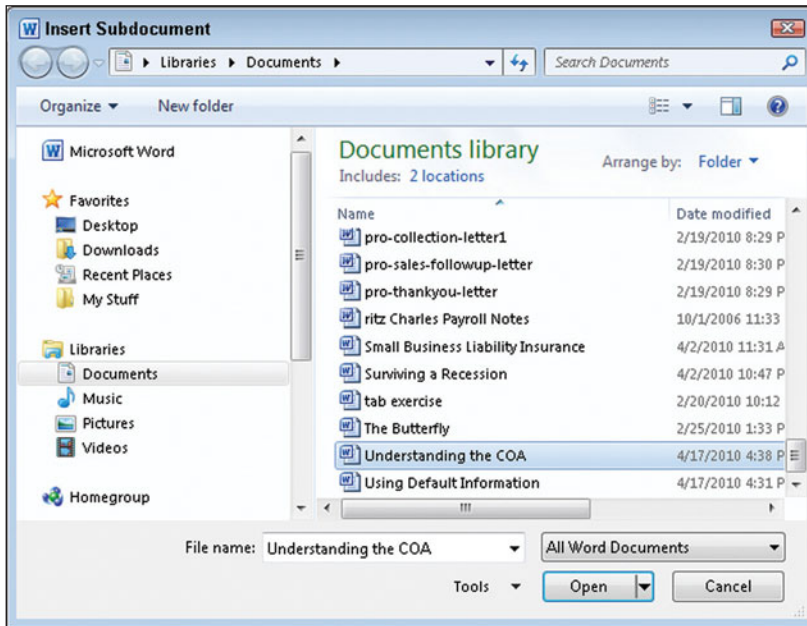 Insert Subdocument
Libraries Documents
Search Documents
Organize New folder
Microsoft Word
Favorites
Desktop
Downloads
Recent Places
My Stuff
Libraries
Documents
Music
Pictures
Videos
Homegroup
Documents library
Includes: 2 locations
Arrange by: Folder
Name Date modified
pro-collection-letter1 2/19/2010 8:29 P
pro-sales-followup-letter 2/19/2010 8:30 P
pro-thankyou-letter 2/19/2010 8:29 P
ritz Charles Payroll Notes 10/1/2006 11:33
Small Business Liability Insurance 4/2/2010 11:31 A
Surviving a Recession 4/2/2010 10:47 P
tab exercise 2/20/2010 10:12
The Butterfly 2/25/2010 1:33 P
Understanding the COA 4/17/2010 4:38 P
Using Default Information 4/17/2010 4:31 P
File name: Understanding the COA All Word Documents
Tools Open Cancel